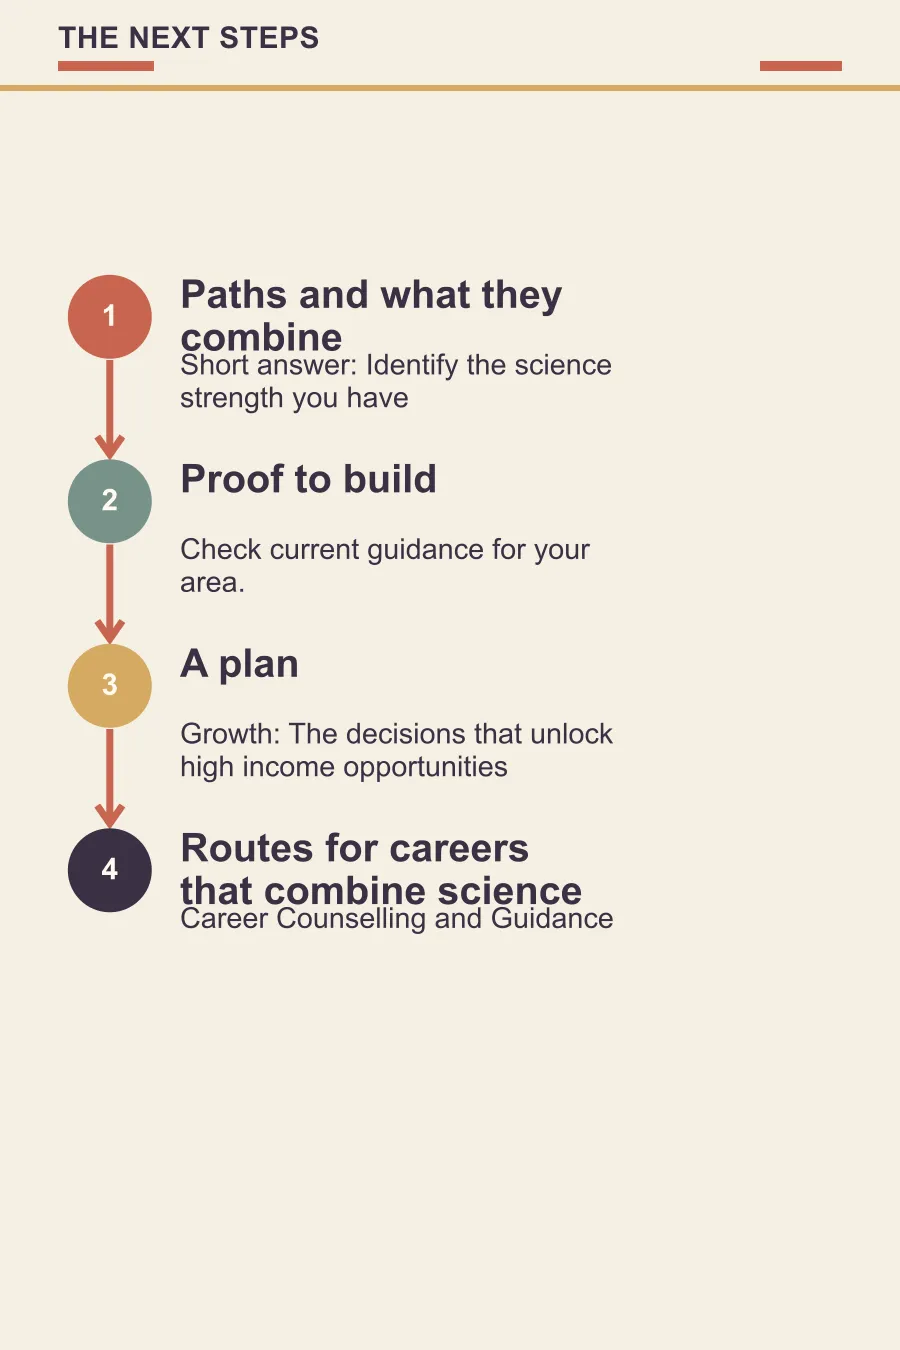 THE NEXT STEPS
1
Paths and what they
combine
Short answer: Identify the science
strength you have
2
Proof to build
Check current guidance for your
area.
3
A plan
Growth: The decisions that unlock
high income opportunities
4
Routes for careers
that combine science
Career Counselling and Guidance